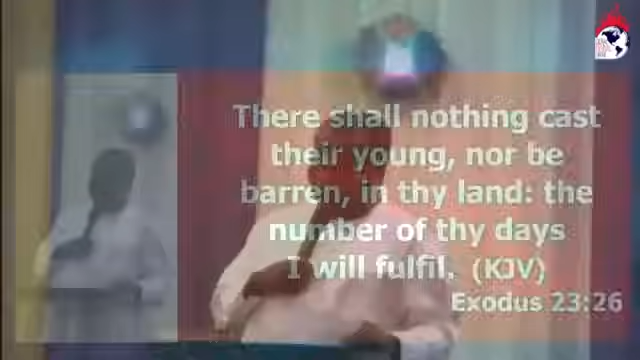 There shall nothing cast
their young, nor be
barren, in thy land: the
number of thy days
I will fulfil. (KJV)
Exodus 23:26